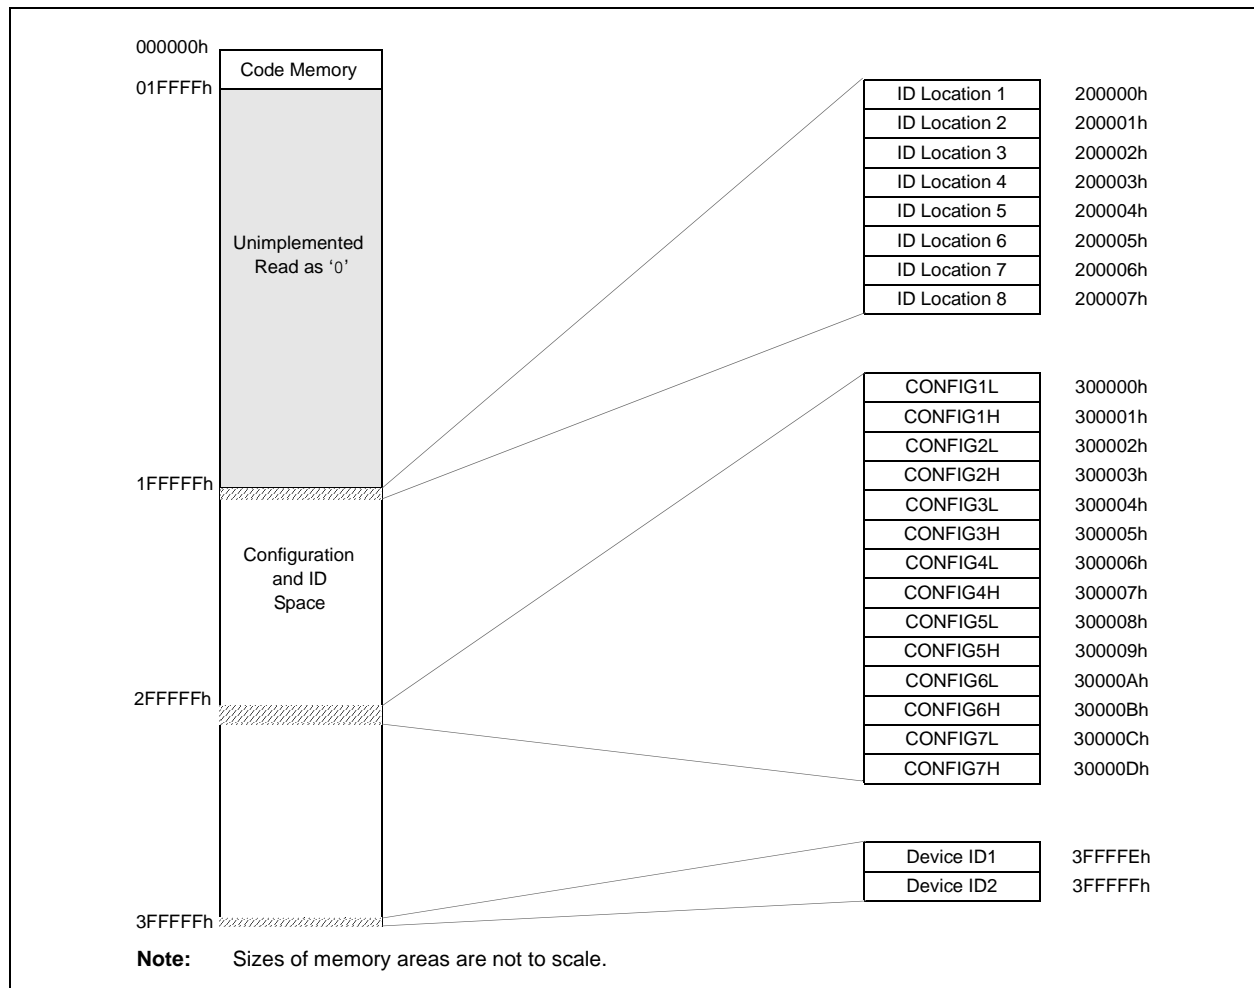 000000h
Code Memory
01FFFFh
Unimplemented
Read as ‘0’
1FFFFFh
Configuration
and ID
Space
2FFFFFh
3FFFFFh
ID Location 1 200000h
ID Location 2 200001h
ID Location 3 200002h
ID Location 4 200003h
ID Location 5 200004h
ID Location 6 200005h
ID Location 7 200006h
ID Location 8 200007h
CONFIG1L 300000h
CONFIG1H 300001h
CONFIG2L 300002h
CONFIG2H 300003h
CONFIG3L 300004h
CONFIG3H 300005h
CONFIG4L 300006h
CONFIG4H 300007h
CONFIG5L 300008h
CONFIG5H 300009h
CONFIG6L 30000Ah
CONFIG6H 30000Bh
CONFIG7L 30000Ch
CONFIG7H 30000Dh
Device ID1 3FFFFEh
Device ID2 3FFFFFh
Note: Sizes of memory areas are not to scale.